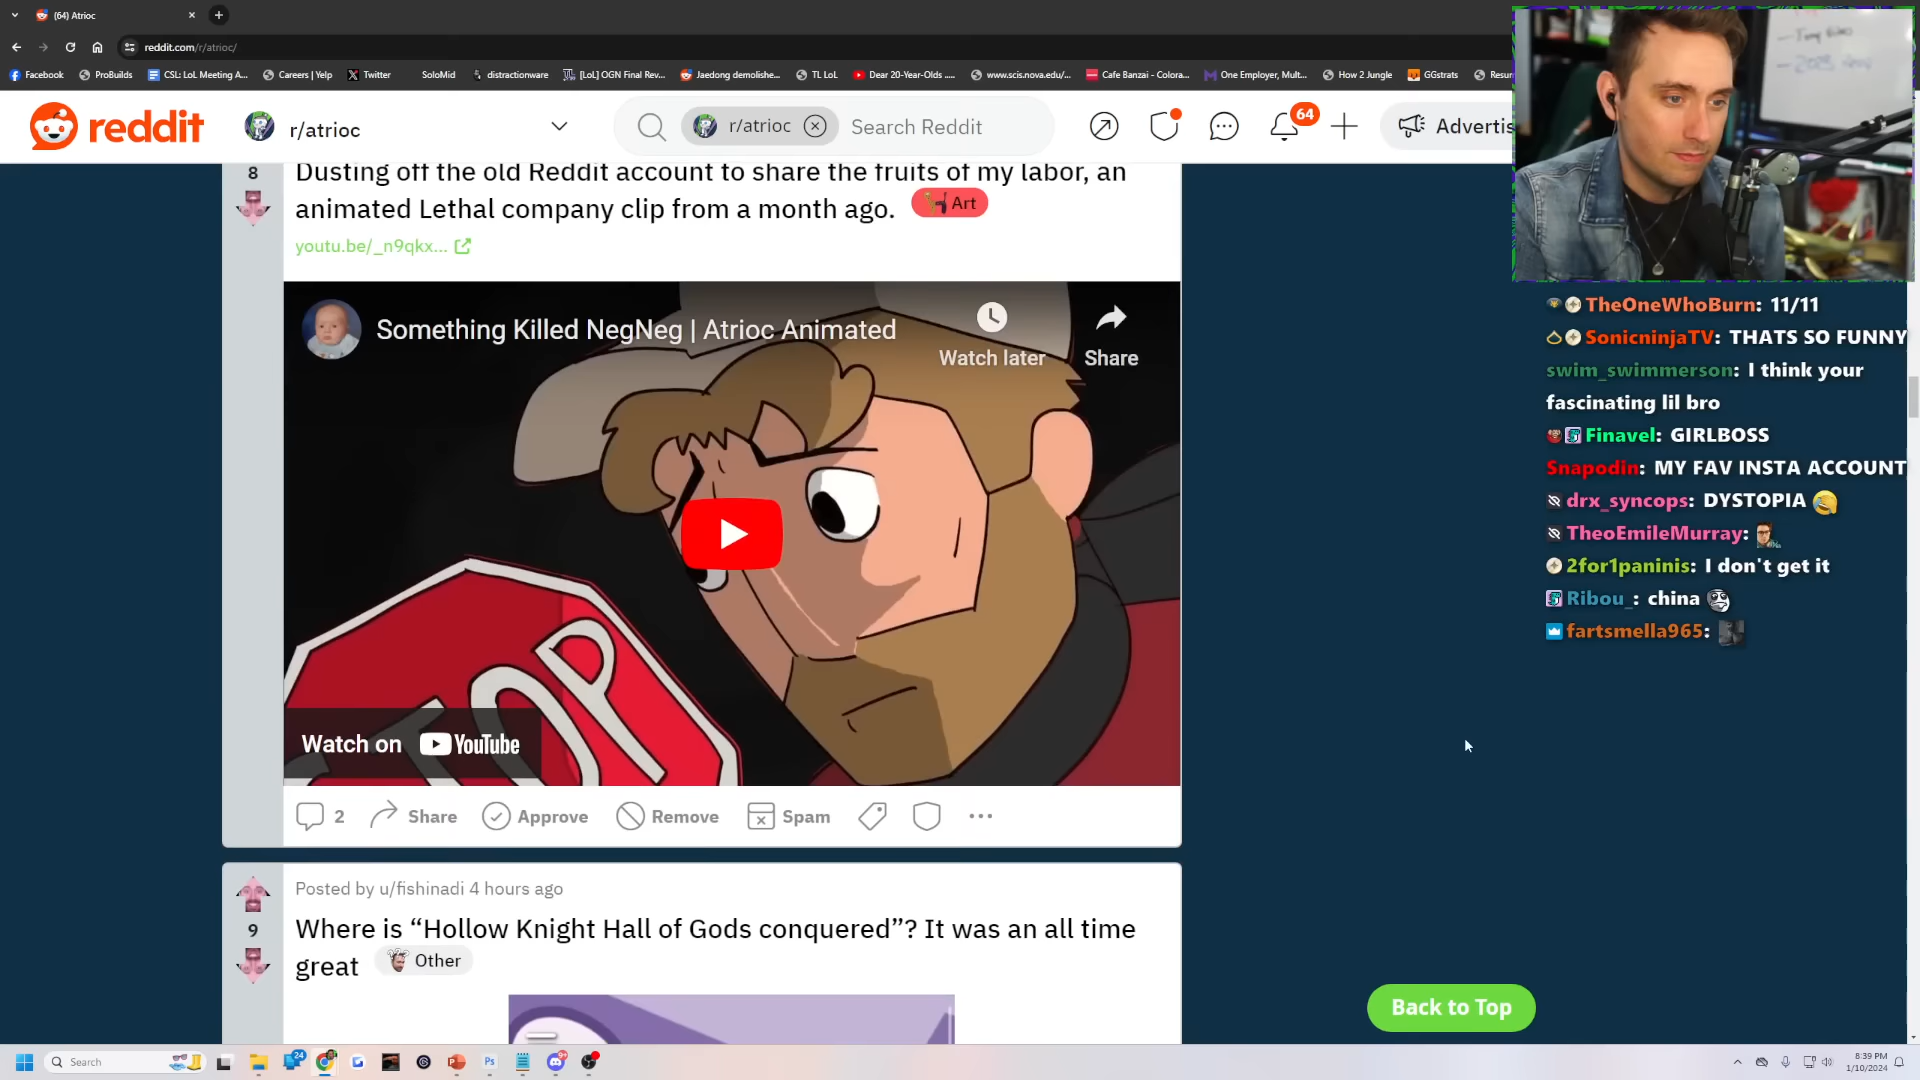 (64) Atrioc
reddit.com/r/atrioc/
Facebook
ProBuilds
CSL: LoL Meeting A...
Careers | Yelp
Twitter
SoloMid
distractionware
[LoL] OGN Final Rev...
Jaedong demolishe...
TL LoL
Dear 20-Year-Olds .....
www.scis.nova.edu/...
Cafe Banzai - Colora...
One Employer, Mult...
How 2 Jungle
GGstrats
Resur
reddit
r/atrioc
r/atrioc
Search Reddit
64
Advertis
8
Dusting off the old Reddit account to share the fruits of my labor, an
animated Lethal company clip from a month ago.
Art
youtu.be/_n9qkx...
Something Killed NegNeg | Atrioc Animated
Watch later
Share
TOP
Watch on YouTube
2
Share
Approve
Remove
Spam
Posted by u/fishinadi 4 hours ago
9
Where is “Hollow Knight Hall of Gods conquered”? It was an all time
great
Other
Back to Top
TheOneWhoBurn: 11/11
SonicninjaTV: THATS SO FUNNY
swim_swimmerson: I think your
fascinating lil bro
Finavel: GIRLBOSS
Snapodin: MY FAV INSTA ACCOUNT
drx_syncops: DYSTOPIA
TheoEmileMurray:
2for1paninis: I don't get it
Ribou_: china
fartsmella965:
Search
24
Ps
9+
8:39 PM
1/10/2024